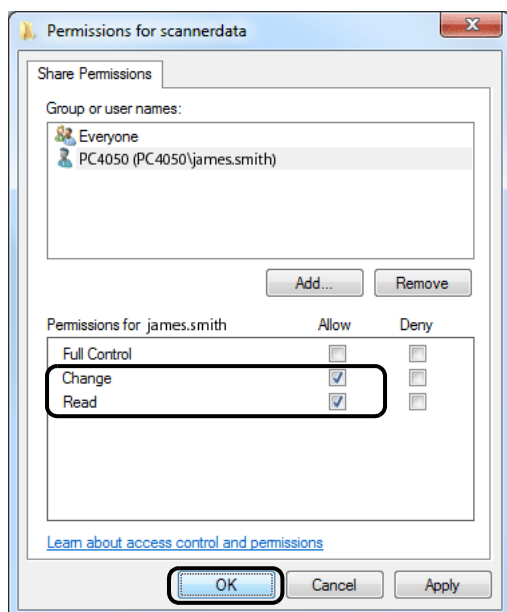 Permissions for scannerdata
Share Permissions
Group or user names:
Everyone
PC4050 (PC4050\james.smith)
Add... Remove
Permissions for james.smith Allow Deny
Full Control
Change
Read
Learn about access control and permissions
OK Cancel Apply